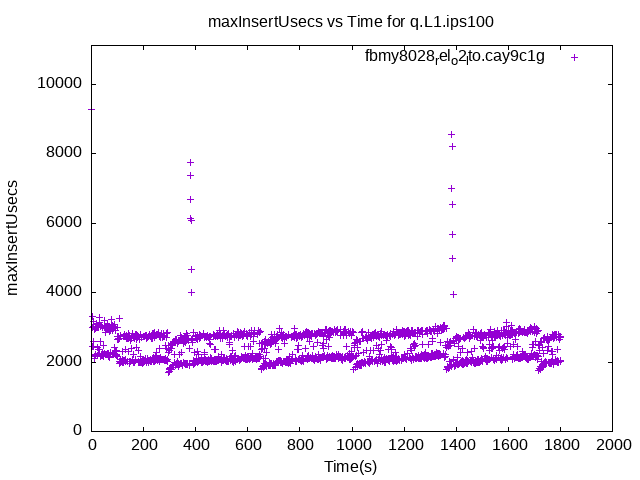 maxInsertUsecs vs Time for q.L1.ips100
fbmy8028relo2ito.cay9c1g
10000
8000
6000
4000
2000
0
maxInsertUsecs
0 200 400 600 800 1000 1200 1400 1600 1800 2000
Time(s)